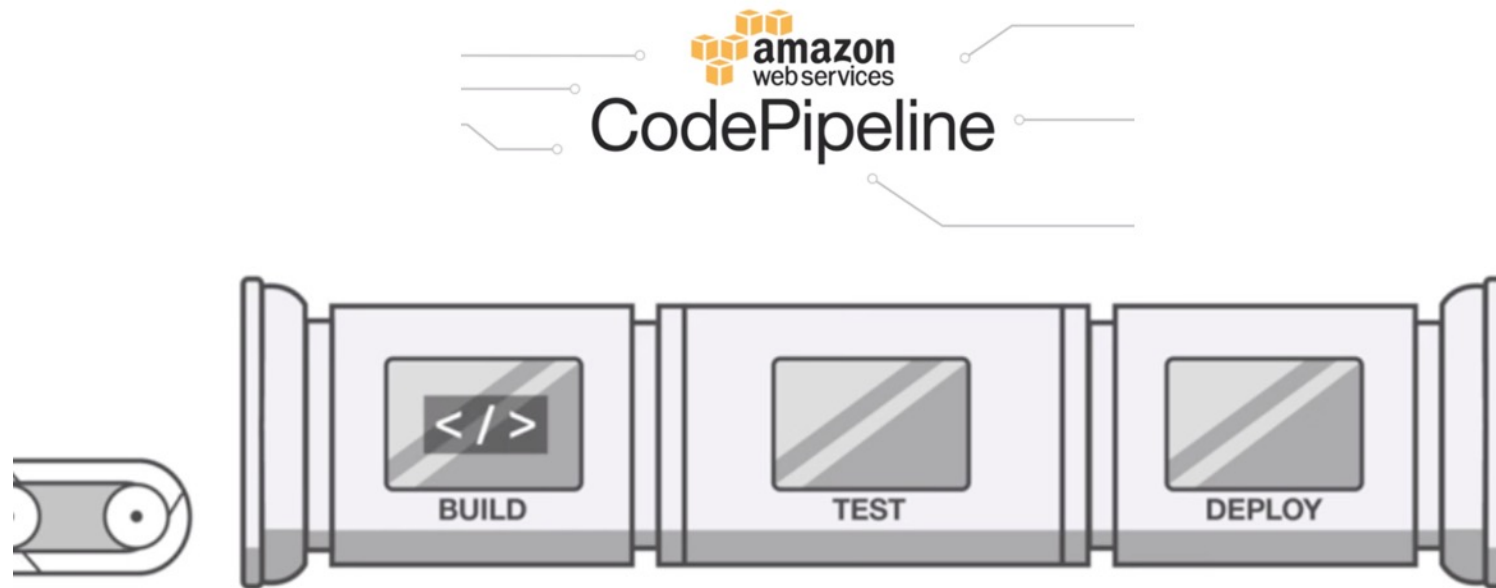 amazon
webservices
CodePipeline
</>
BUILD
TEST
DEPLOY